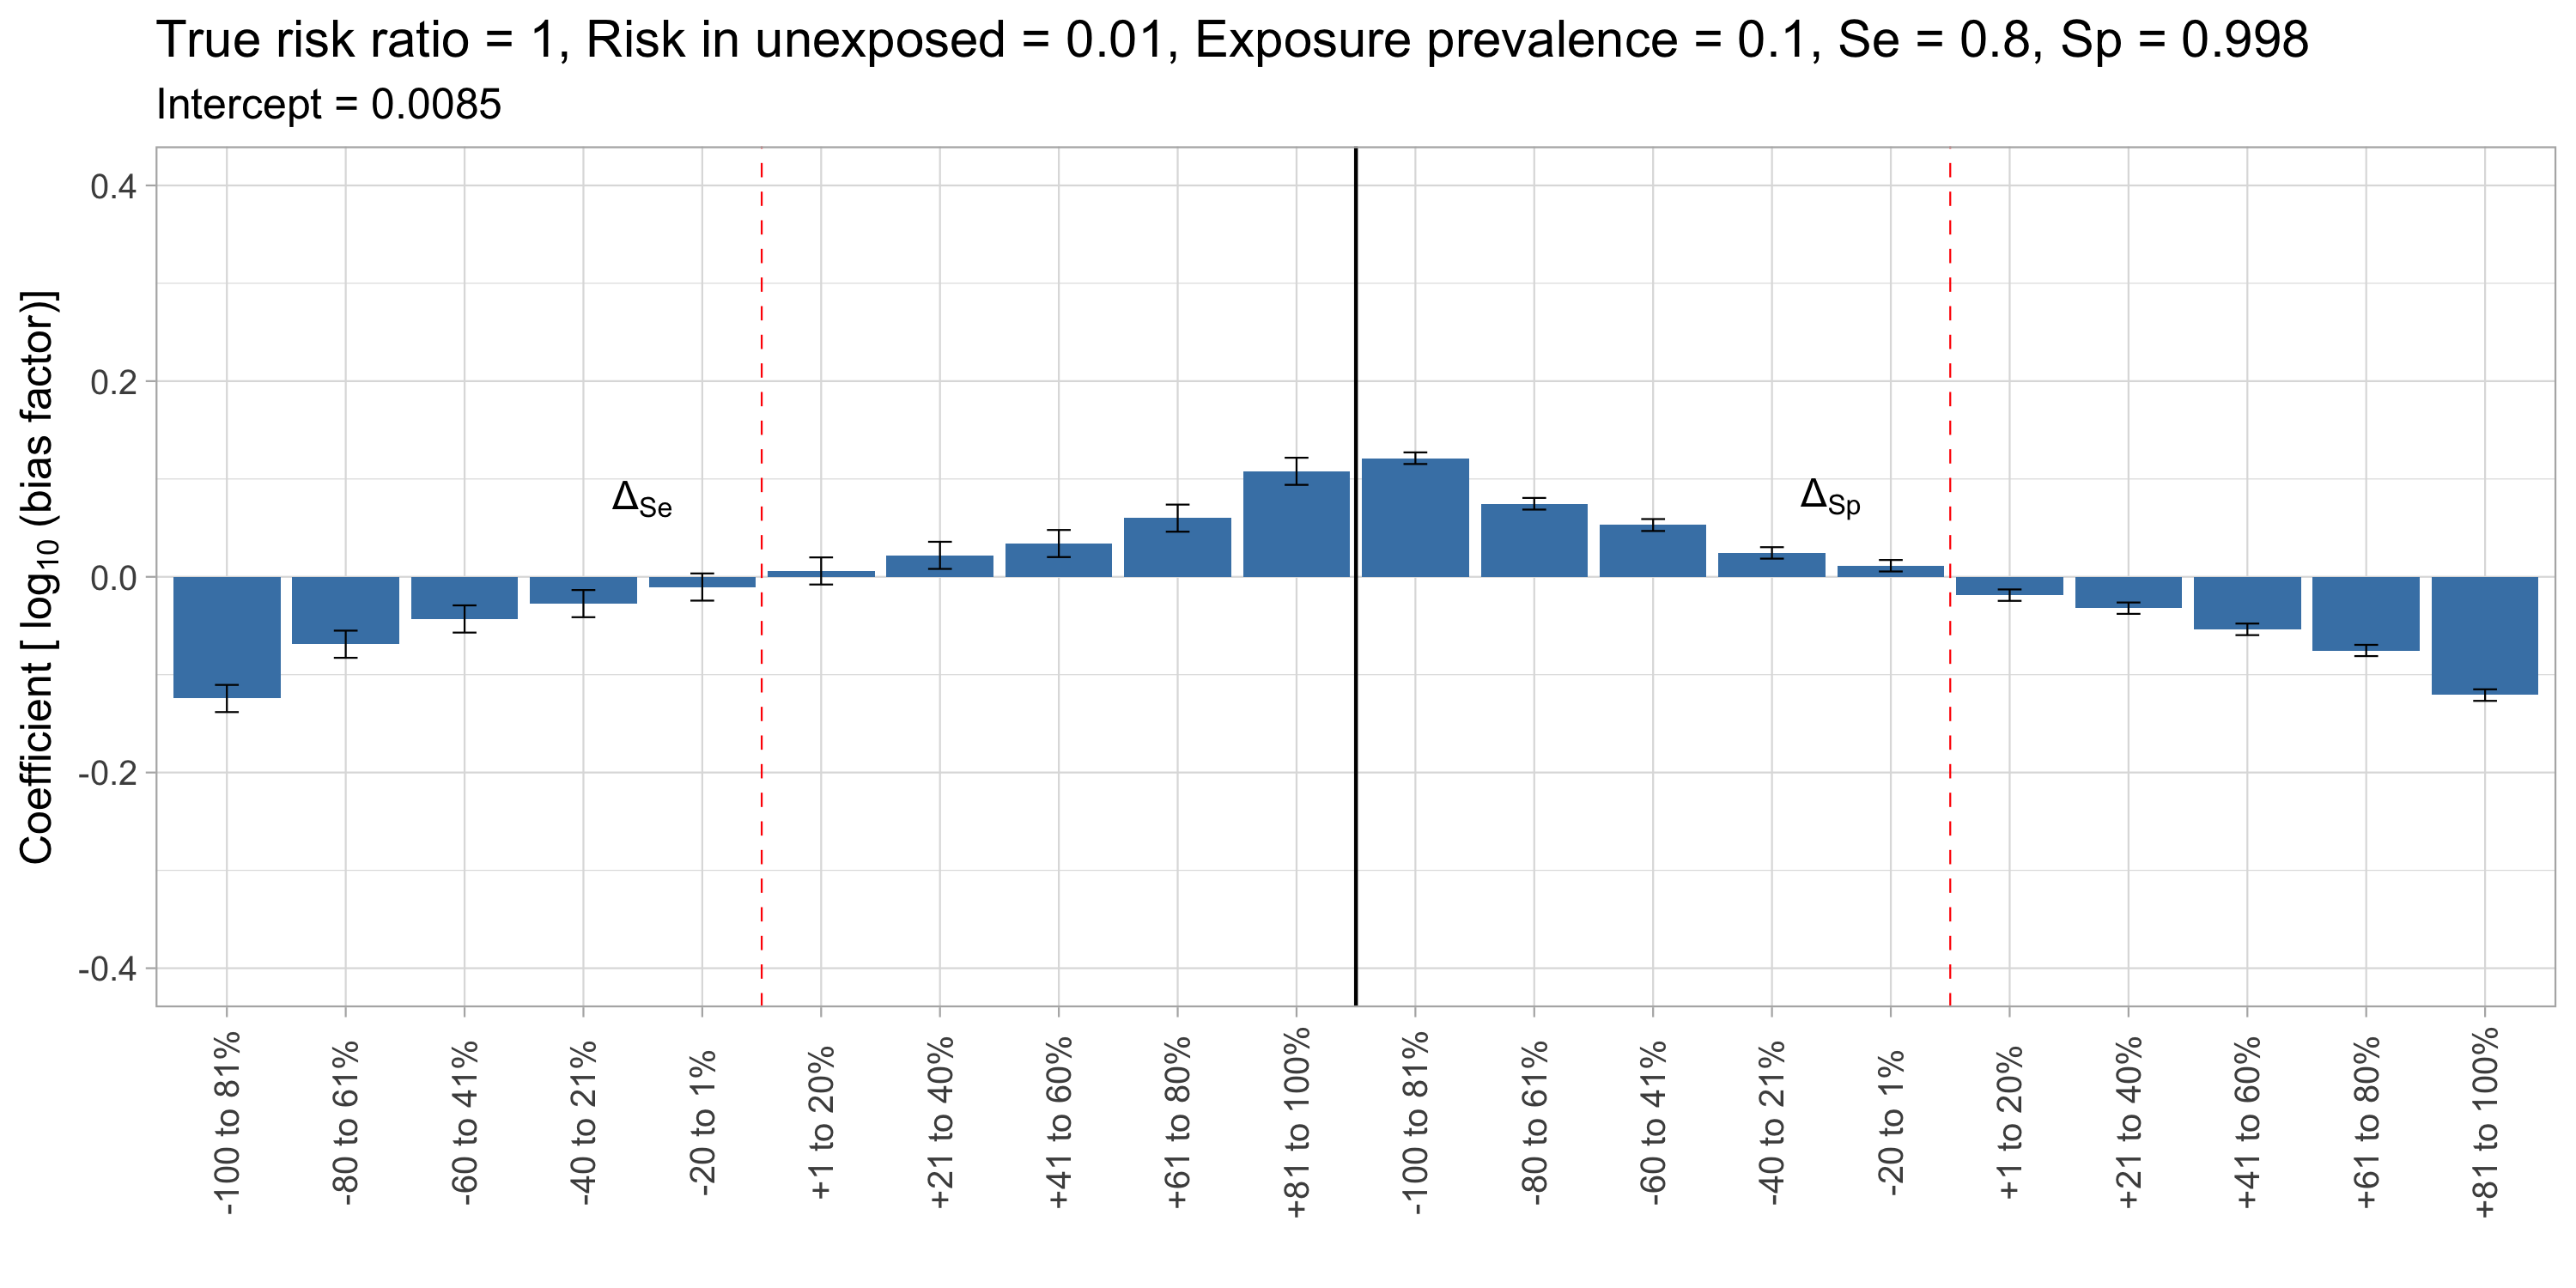 True risk ratio = 1, Risk in unexposed = 0.01, Exposure prevalence = 0.1, Se = 0.8, Sp = 0.998
Intercept = 0.0085
Coefficient [ log10 (bias factor)]
0.4
0.2
0.0
-0.2
-0.4
ΔSe
ΔSp
-100 to 81%
-80 to 61%
-60 to 41%
-40 to 21%
-20 to 1%
+1 to 20%
+21 to 40%
+41 to 60%
+61 to 80%
+81 to 100%
-100 to 81%
-80 to 61%
-60 to 41%
-40 to 21%
-20 to 1%
+1 to 20%
+21 to 40%
+41 to 60%
+61 to 80%
+81 to 100%